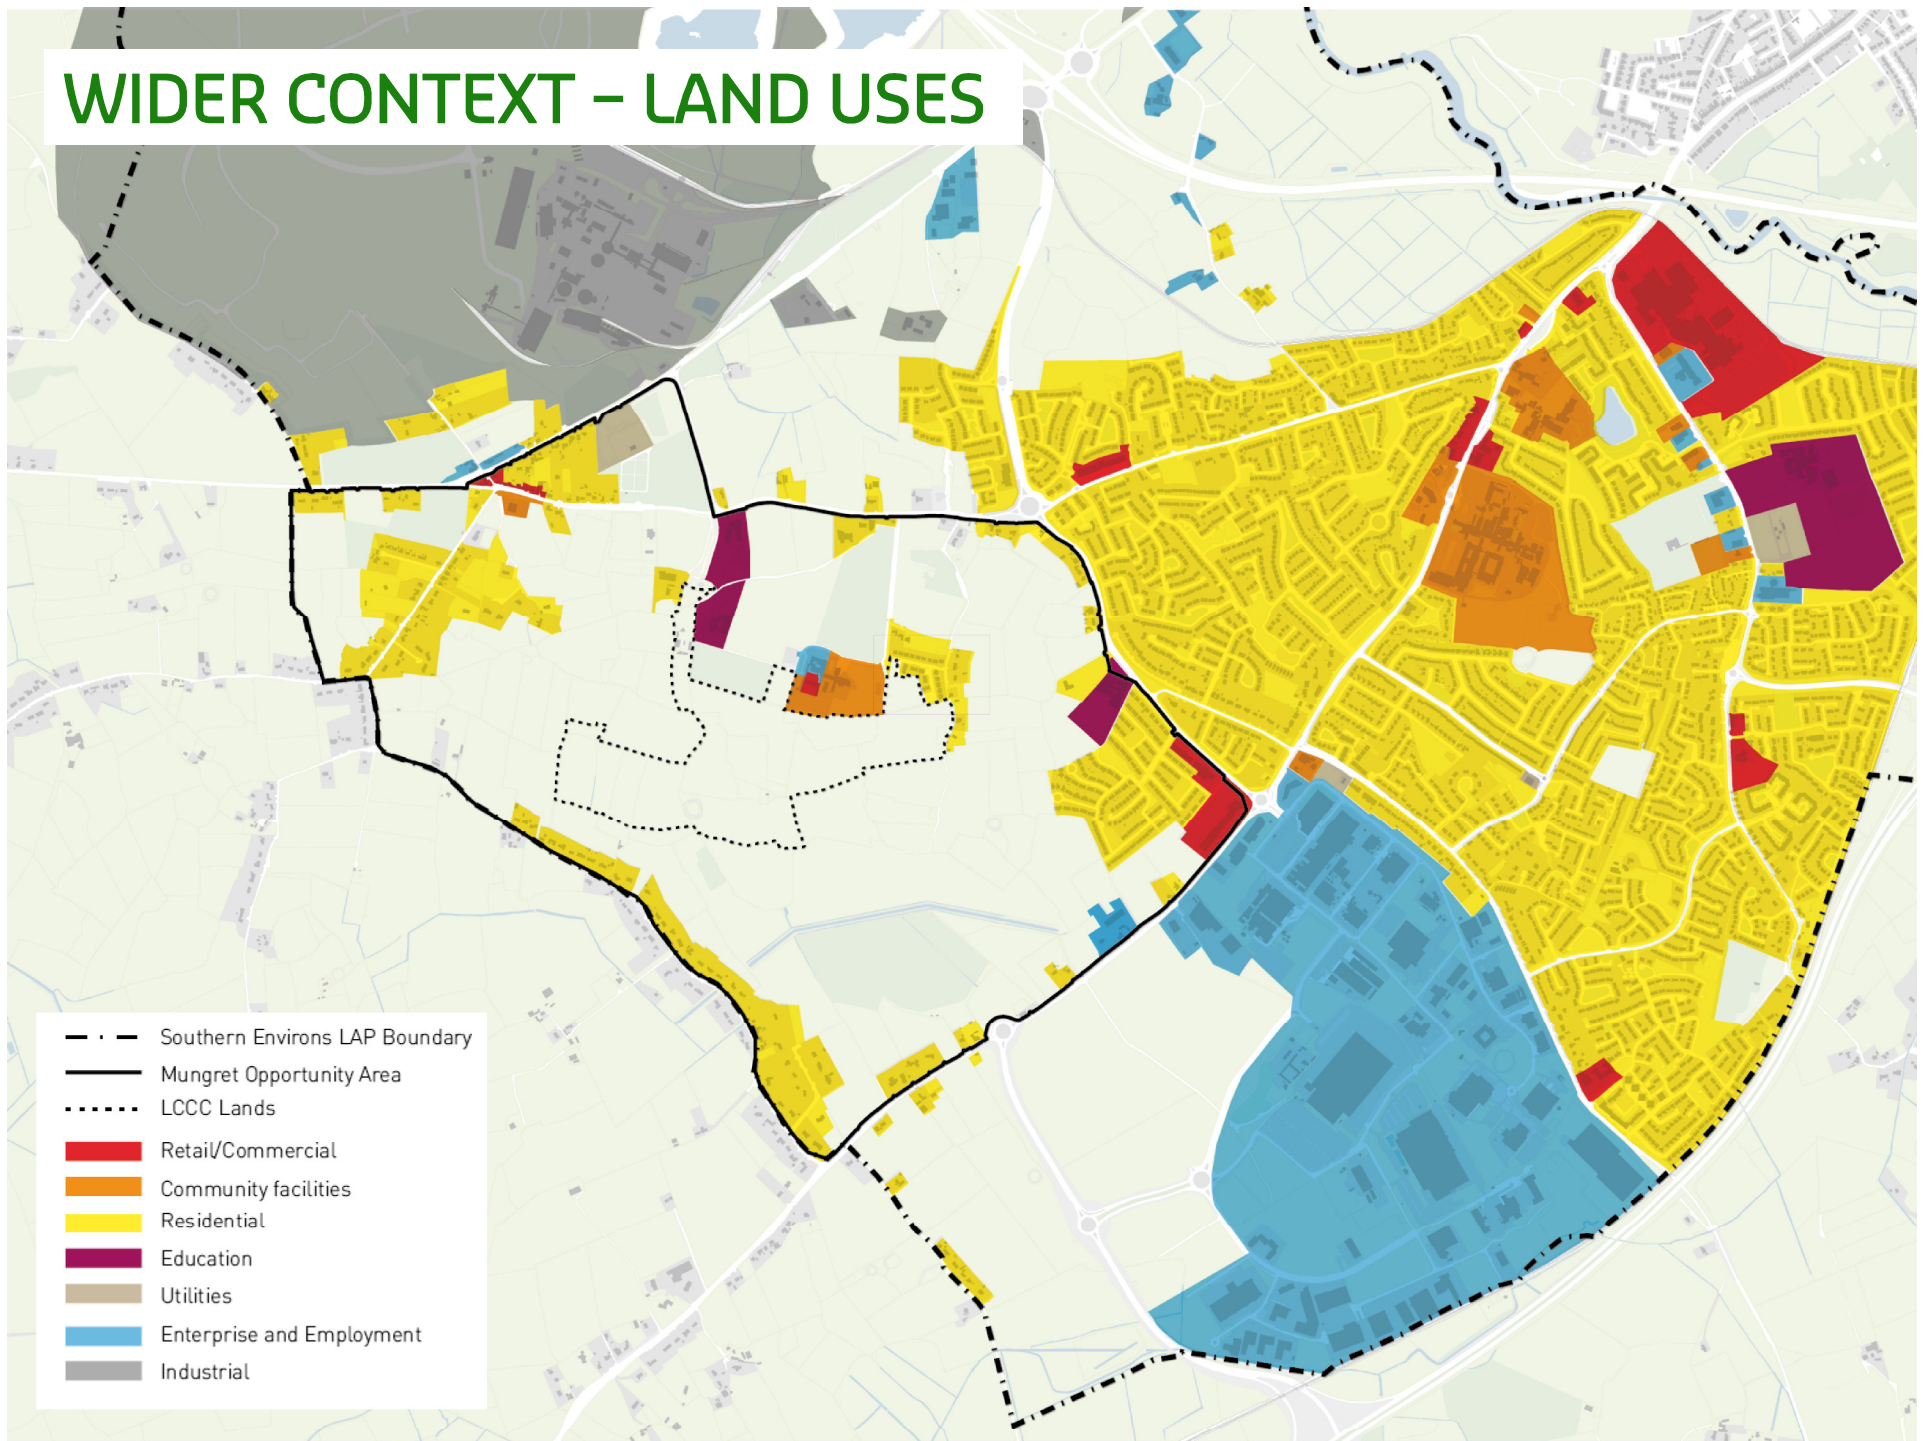 WIDER CONTEXT – LAND USES
Southern Environs LAP Boundary
Mungret Opportunity Area
LCCC Lands
Retail/Commercial
Community facilities
Residential
Education
Utilities
Enterprise and Employment
Industrial